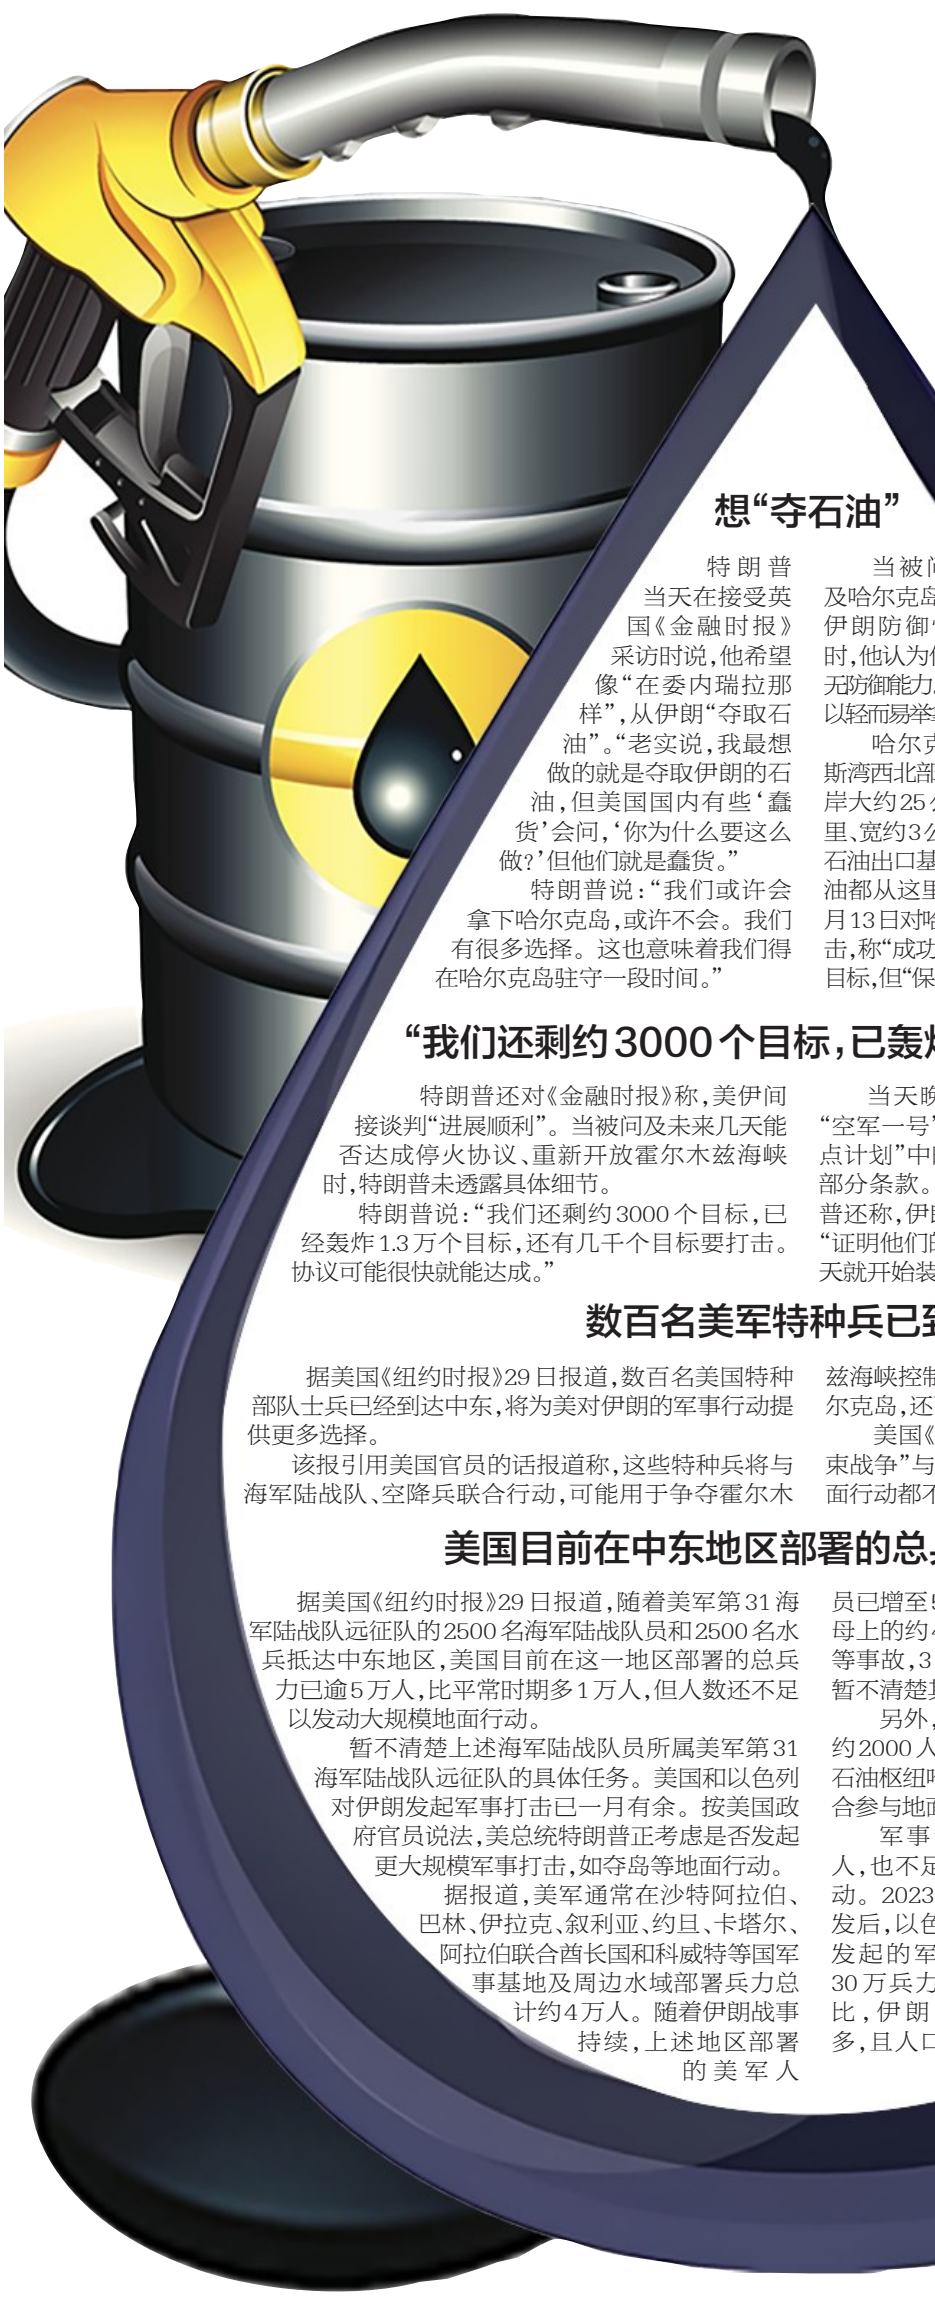 想“夺石油”
特朗普
当天在接受英
国《金融时报》
采访时说,他希望
像“在委内瑞拉那
样”,从伊朗“夺取石
油”。“老实说,我最想
做的就是夺取伊朗的石
油,但美国国内有些‘蠢
货’会问,‘你为什么要这么
做?’但他们就是蠢货。”
特朗普说:“我们或许会
拿下哈尔克岛,或许不会。我们
有很多选择。这也意味着我们得
在哈尔克岛驻守一段时间。”
当被问
及哈尔克岛
伊朗防御
时,他认为
无防御能力
以轻而易举
哈尔克
斯湾西北部
岸大约25
里、宽约3公
石油出口基
油都从这里
月13日对哈
击,称“成功
目标,但“保
“我们还剩约3000个目标,已轰炸
特朗普还对《金融时报》称,美伊间
接谈判“进展顺利”。当被问及未来几天能
否达成停火协议、重新开放霍尔木兹海峡
时,特朗普未透露具体细节。
特朗普说:“我们还剩约3000个目标,已
经轰炸1.3万个目标,还有几千个目标要打击。
协议可能很快就能达成。”
当天晚
“空军一号”
点计划”中
部分条款。
普还称,伊朗
“证明他们的
天就开始装
数百名美军特种兵已到
据美国《纽约时报》29日报道,数百名美国特种
部队士兵已经到达中东,将为美对伊朗的军事行动提
供更多选择。
该报引用美国官员的话报道称,这些特种兵将与
海军陆战队、空降兵联合行动,可能用于争夺霍尔木
兹海峡控制
尔克岛,还
美国《
束战争”与
面行动都不
美国目前在中东地区部署的总兵
据美国《纽约时报》29日报道,随着美军第31海
军陆战队远征队的2500名海军陆战队员和2500名水
兵抵达中东地区,美国目前在这一地区部署的总兵
力已逾5万人,比平常时期多1万人,但人数还不足
以发动大规模地面行动。
暂不清楚上述海军陆战队员所属美军第31
海军陆战队远征队的具体任务。美国和以色列
对伊朗发起军事打击已一月有余。按美国政
府官员说法,美总统特朗普正考虑是否发起
更大规模军事打击,如夺岛等地面行动。
据报道,美军通常在沙特阿拉伯、
巴林、伊拉克、叙利亚、约旦、卡塔尔、
阿拉伯联合酋长国和科威特等国军
事基地及周边水域部署兵力总
计约4万人。随着伊朗战事
持续,上述地区部署
的美军人
员已增至5
母上的约4
等事故,3
暂不清楚其
另外,
约2000人
石油枢纽哈
合参与地面
军事
人,也不足
动。2023
发后,以色
发起的军
30万兵力
比,伊朗
多,且人口